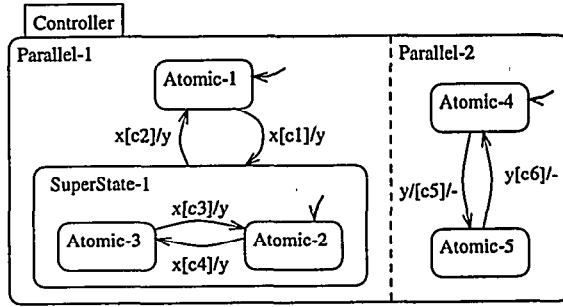 Controller
Parallel-1
Parallel-2
Atomic-1
Atomic-4
x[c2]/y
x[c1]/y
SuperState-1
x[c3]/y
y/[c5]/-
y[c6]/-
Atomic-3
Atomic-2
x[c4]/y
Atomic-5